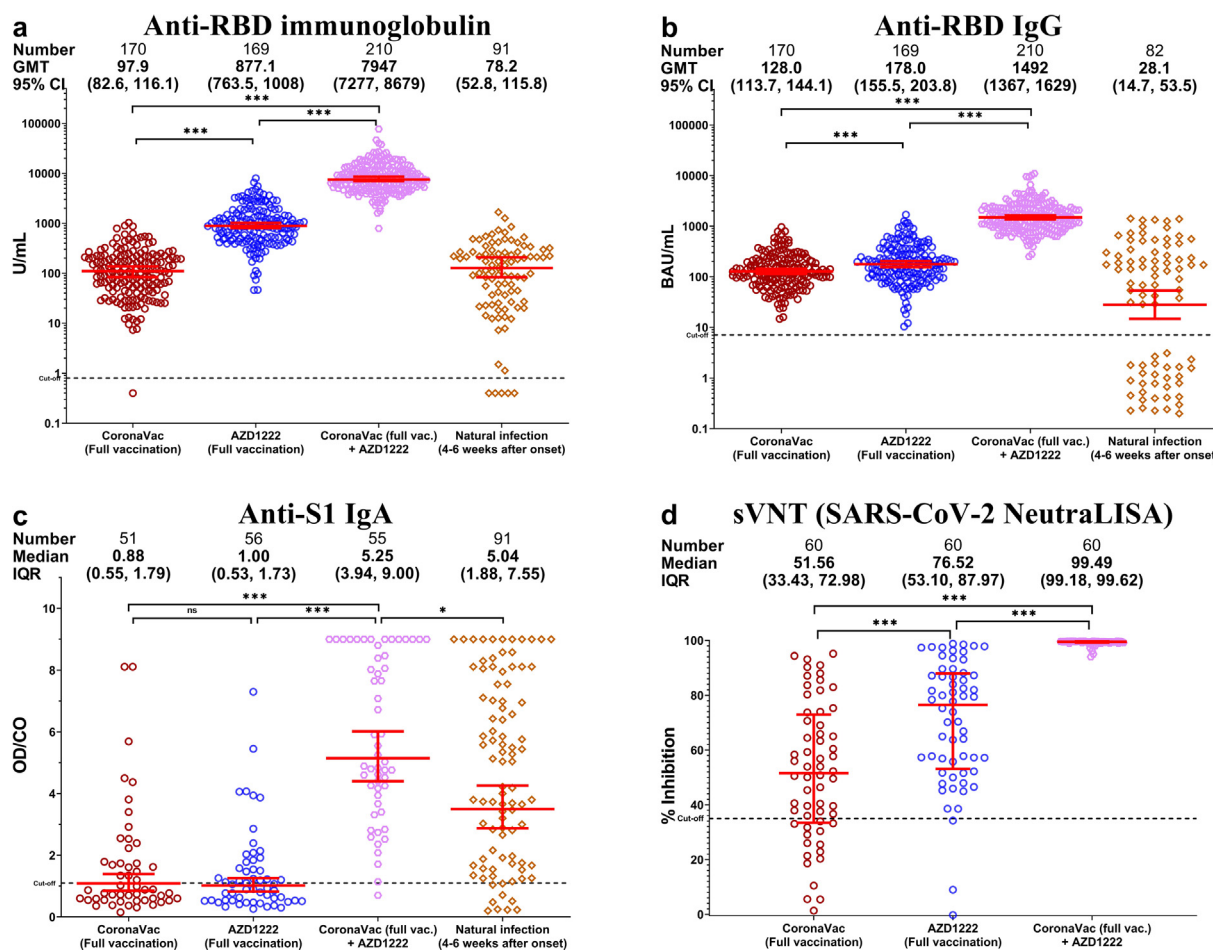 a Anti-RBD immunoglobulin
Number 170 169 210 91
GMT 97.9 877.1 7947 78.2
95% CI (82.6, 116.1) (763.5, 1008) (7277, 8679) (52.8, 115.8)
***
*** ***
100000
10000
1000
100
10
1
0.1
U/mL
Cut-off
CoronaVac AZD1222 CoronaVac (full vac.) Natural infection
(Full vaccination) (Full vaccination) + AZD1222 (4-6 weeks after onset)
b Anti-RBD IgG
Number 170 169 210 82
GMT 128.0 178.0 1492 28.1
95% CI (113.7, 144.1) (155.5, 203.8) (1367, 1629) (14.7, 53.5)
***
*** ***
100000
10000
1000
100
10
1
0.1
BAU/mL
Cut-off
CoronaVac AZD1222 CoronaVac (full vac.) Natural infection
(Full vaccination) (Full vaccination) + AZD1222 (4-6 weeks after onset)
c Anti-S1 IgA
Number 51 56 55 91
Median 0.88 1.00 5.25 5.04
IQR (0.55, 1.79) (0.53, 1.73) (3.94, 9.00) (1.88, 7.55)
***
ns *** *
10
8
6
4
2
0
OD/CO
Cut-off
CoronaVac AZD1222 CoronaVac (full vac.) Natural infection
(Full vaccination) (Full vaccination) + AZD1222 (4-6 weeks after onset)
d sVNT (SARS-CoV-2 NeutraLISA)
Number 60 60 60
Median 51.56 76.52 99.49
IQR (33.43, 72.98) (53.10, 87.97) (99.18, 99.62)
***
*** ***
100
80
60
40
20
0
% Inhibition
Cut-off
CoronaVac AZD1222 CoronaVac (full vac.)
(Full vaccination) (Full vaccination) + AZD1222